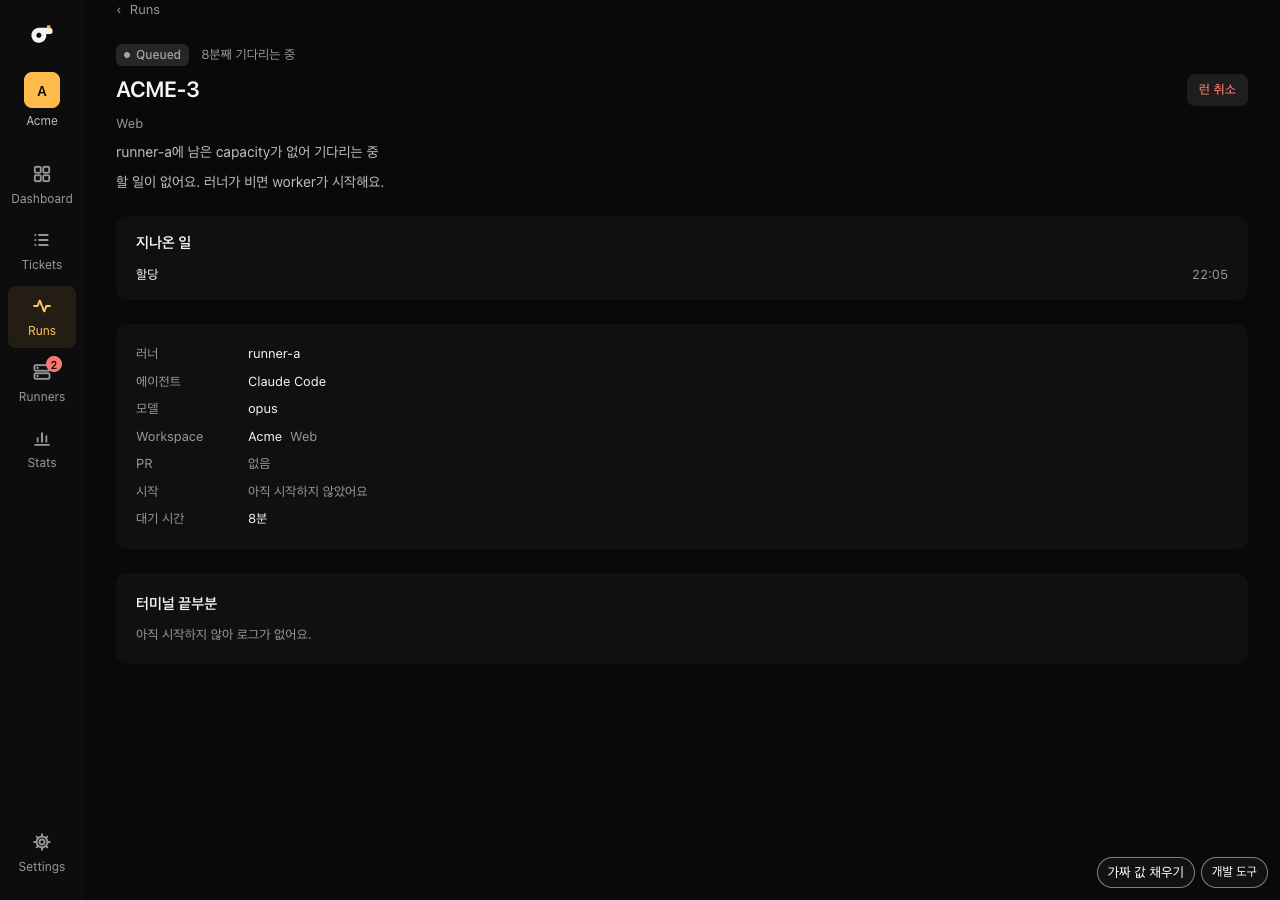 ‹ Runs
Queued 8분째 기다리는 중
ACME-3
런 취소
Web
runner-a에 남은 capacity가 없어 기다리는 중
할 일이 없어요. 러너가 비면 worker가 시작해요.
지나온 일
할당 22:05
러너 runner-a
에이전트 Claude Code
모델 opus
Workspace Acme Web
PR 없음
시작 아직 시작하지 않았어요
대기 시간 8분
터미널 끝부분
아직 시작하지 않아 로그가 없어요.
A
Acme
Dashboard
Tickets
Runs
2
Runners
Stats
Settings
가짜 값 채우기
개발 도구